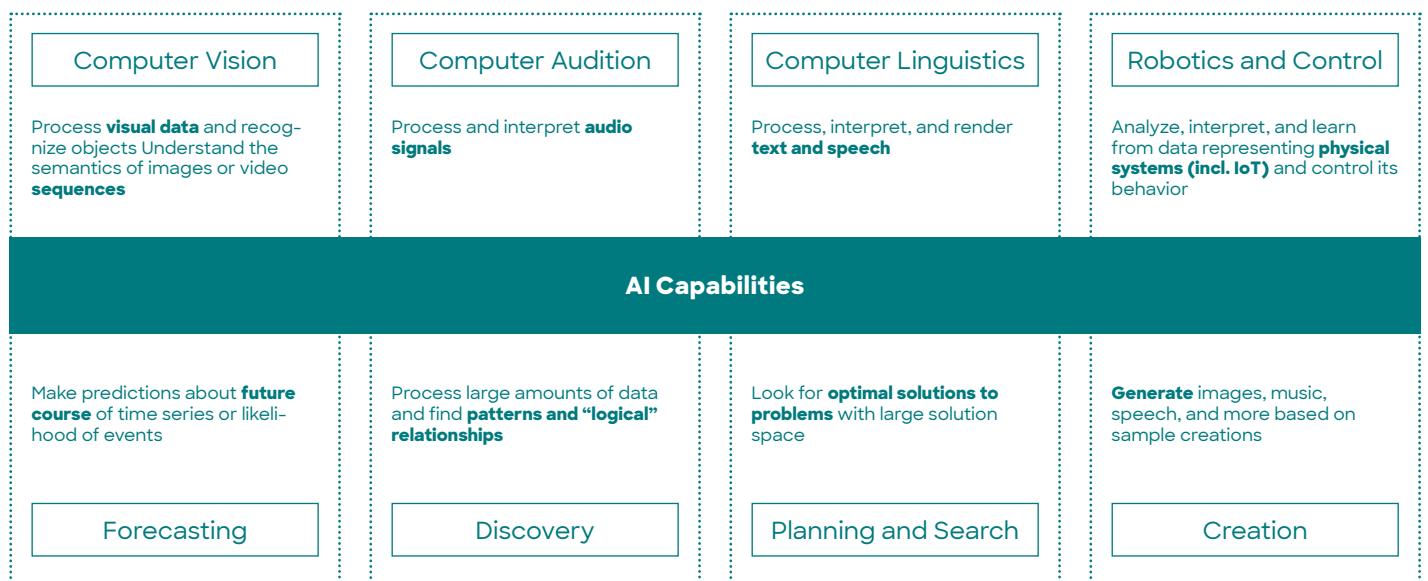 Computer Vision
Process visual data and recog-
nize objects Understand the
semantics of images or video
sequences
Computer Audition
Process and interpret audio
signals
Computer Linguistics
Process, interpret, and render
text and speech
Robotics and Control
Analyze, interpret, and learn
from data representing physical
systems (incl. IoT) and control its
behavior
AI Capabilities
Make predictions about future
course of time series or likeli-
hood of events
Forecasting
Process large amounts of data
and find patterns and “logical”
relationships
Discovery
Look for optimal solutions to
problems with large solution
space
Planning and Search
Generate images, music,
speech, and more based on
sample creations
Creation